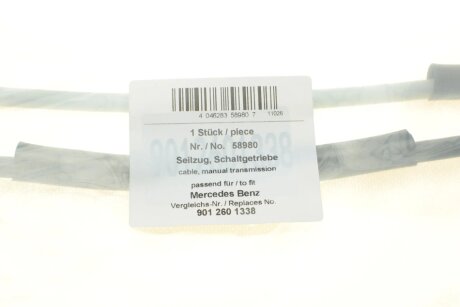 4 046263 58980 7 11026
1 Stück / piece
Nr. / No. 58980
Seilzug, Schaltgetriebe
cable, manual transmission
passend für / to fit
Mercedes Benz
Vergleichs-Nr. / Replaces No.
901 260 1338